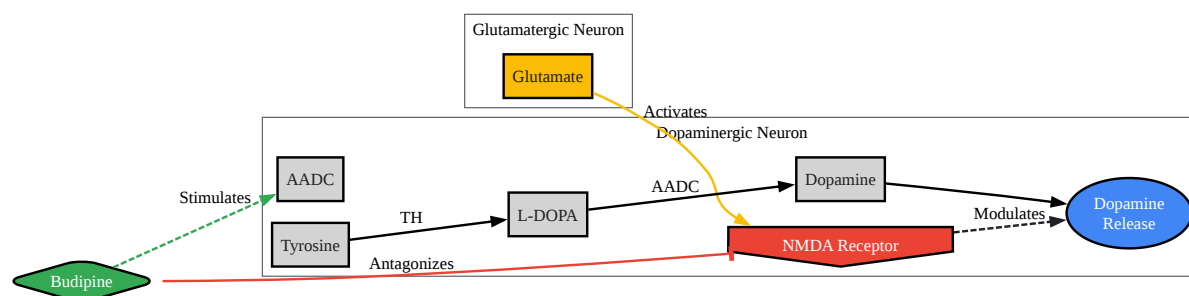 Glutamatergic Neuron
Glutamate
Activates
Dopaminergic Neuron
AADC
Stimulates
AADC
Dopamine
TH
L-DOPA
Modulates
Dopamine
Release
Tyrosine
NMDA Receptor
Antagonizes
Budipine